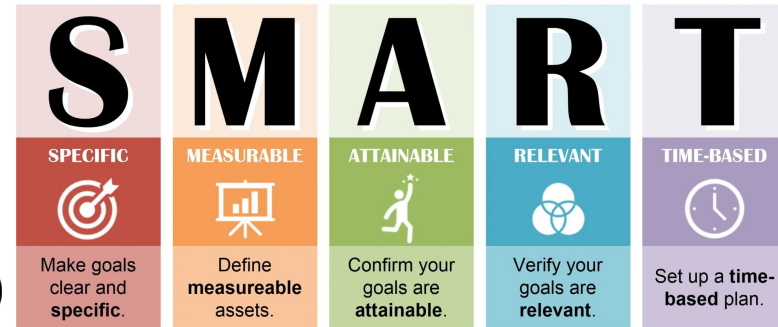 S
SPECIFIC
Make goals
clear and
specific.
M
MEASURABLE
Define
measureable
assets.
A
ATTAINABLE
Confirm your
goals are
attainable.
R
RELEVANT
Verify your
goals are
relevant.
T
TIME-BASED
Set up a time-
based plan.